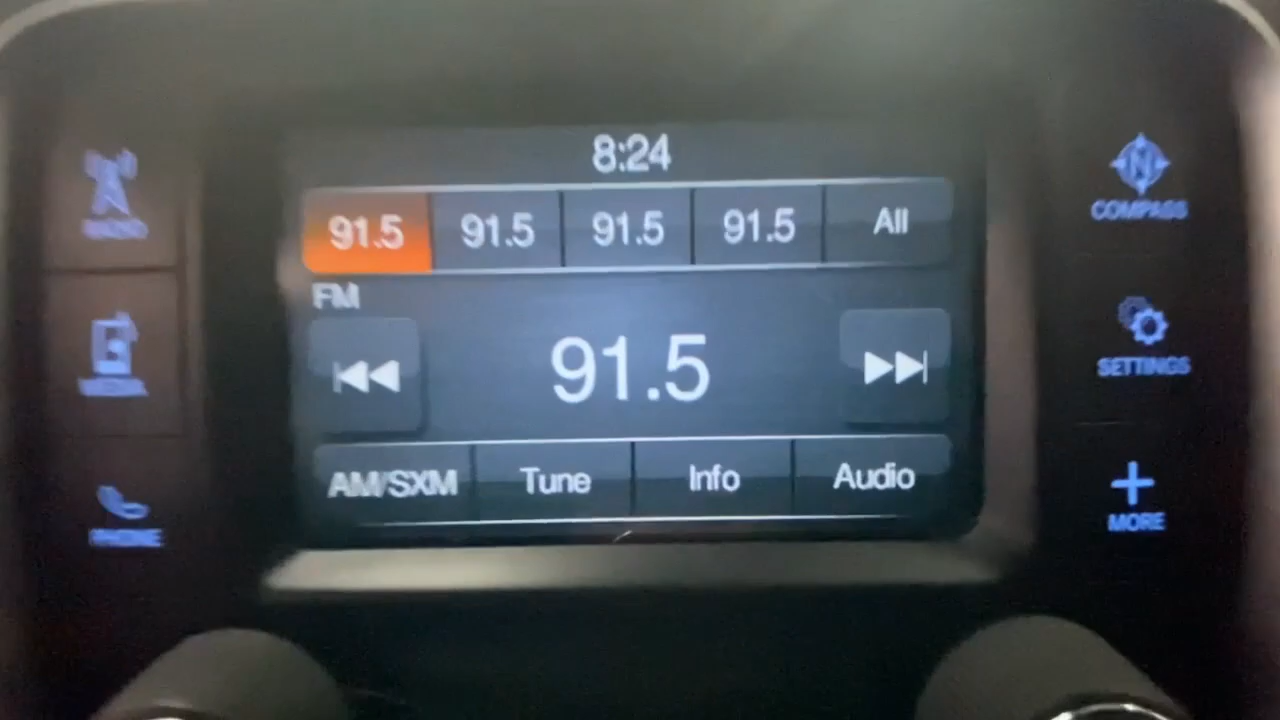 8:24
91.5 91.5 91.5 91.5 All
FM
91.5
AM/SXM Tune Info Audio
RADIO
MEDIA
PHONE
COMPASS
SETTINGS
MORE